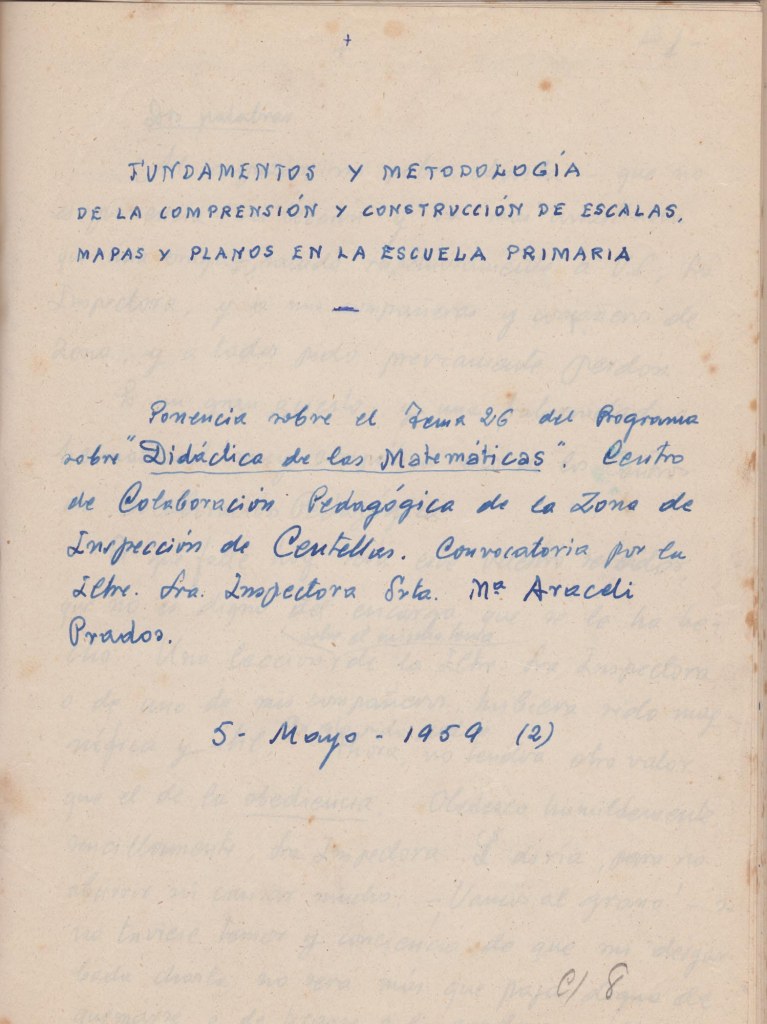 +
FUNDAMENTOS Y METODOLOGÍA
DE LA COMPRENSIÓN Y CONSTRUCCIÓN DE ESCALAS,
MAPAS Y PLANOS EN LA ESCUELA PRIMARIA
—
Ponencia sobre el Tema 26 del Programa
sobre "Didáctica de las Matemáticas". Centro
de Colaboración Pedagógica de la Zona de
Inspección de Centellas. Convocatoria por la
Iltre. Sra. Inspectora Srta. Mª Araceli
Prados.
5 - Mayo - 1959 (2)
C/ 8